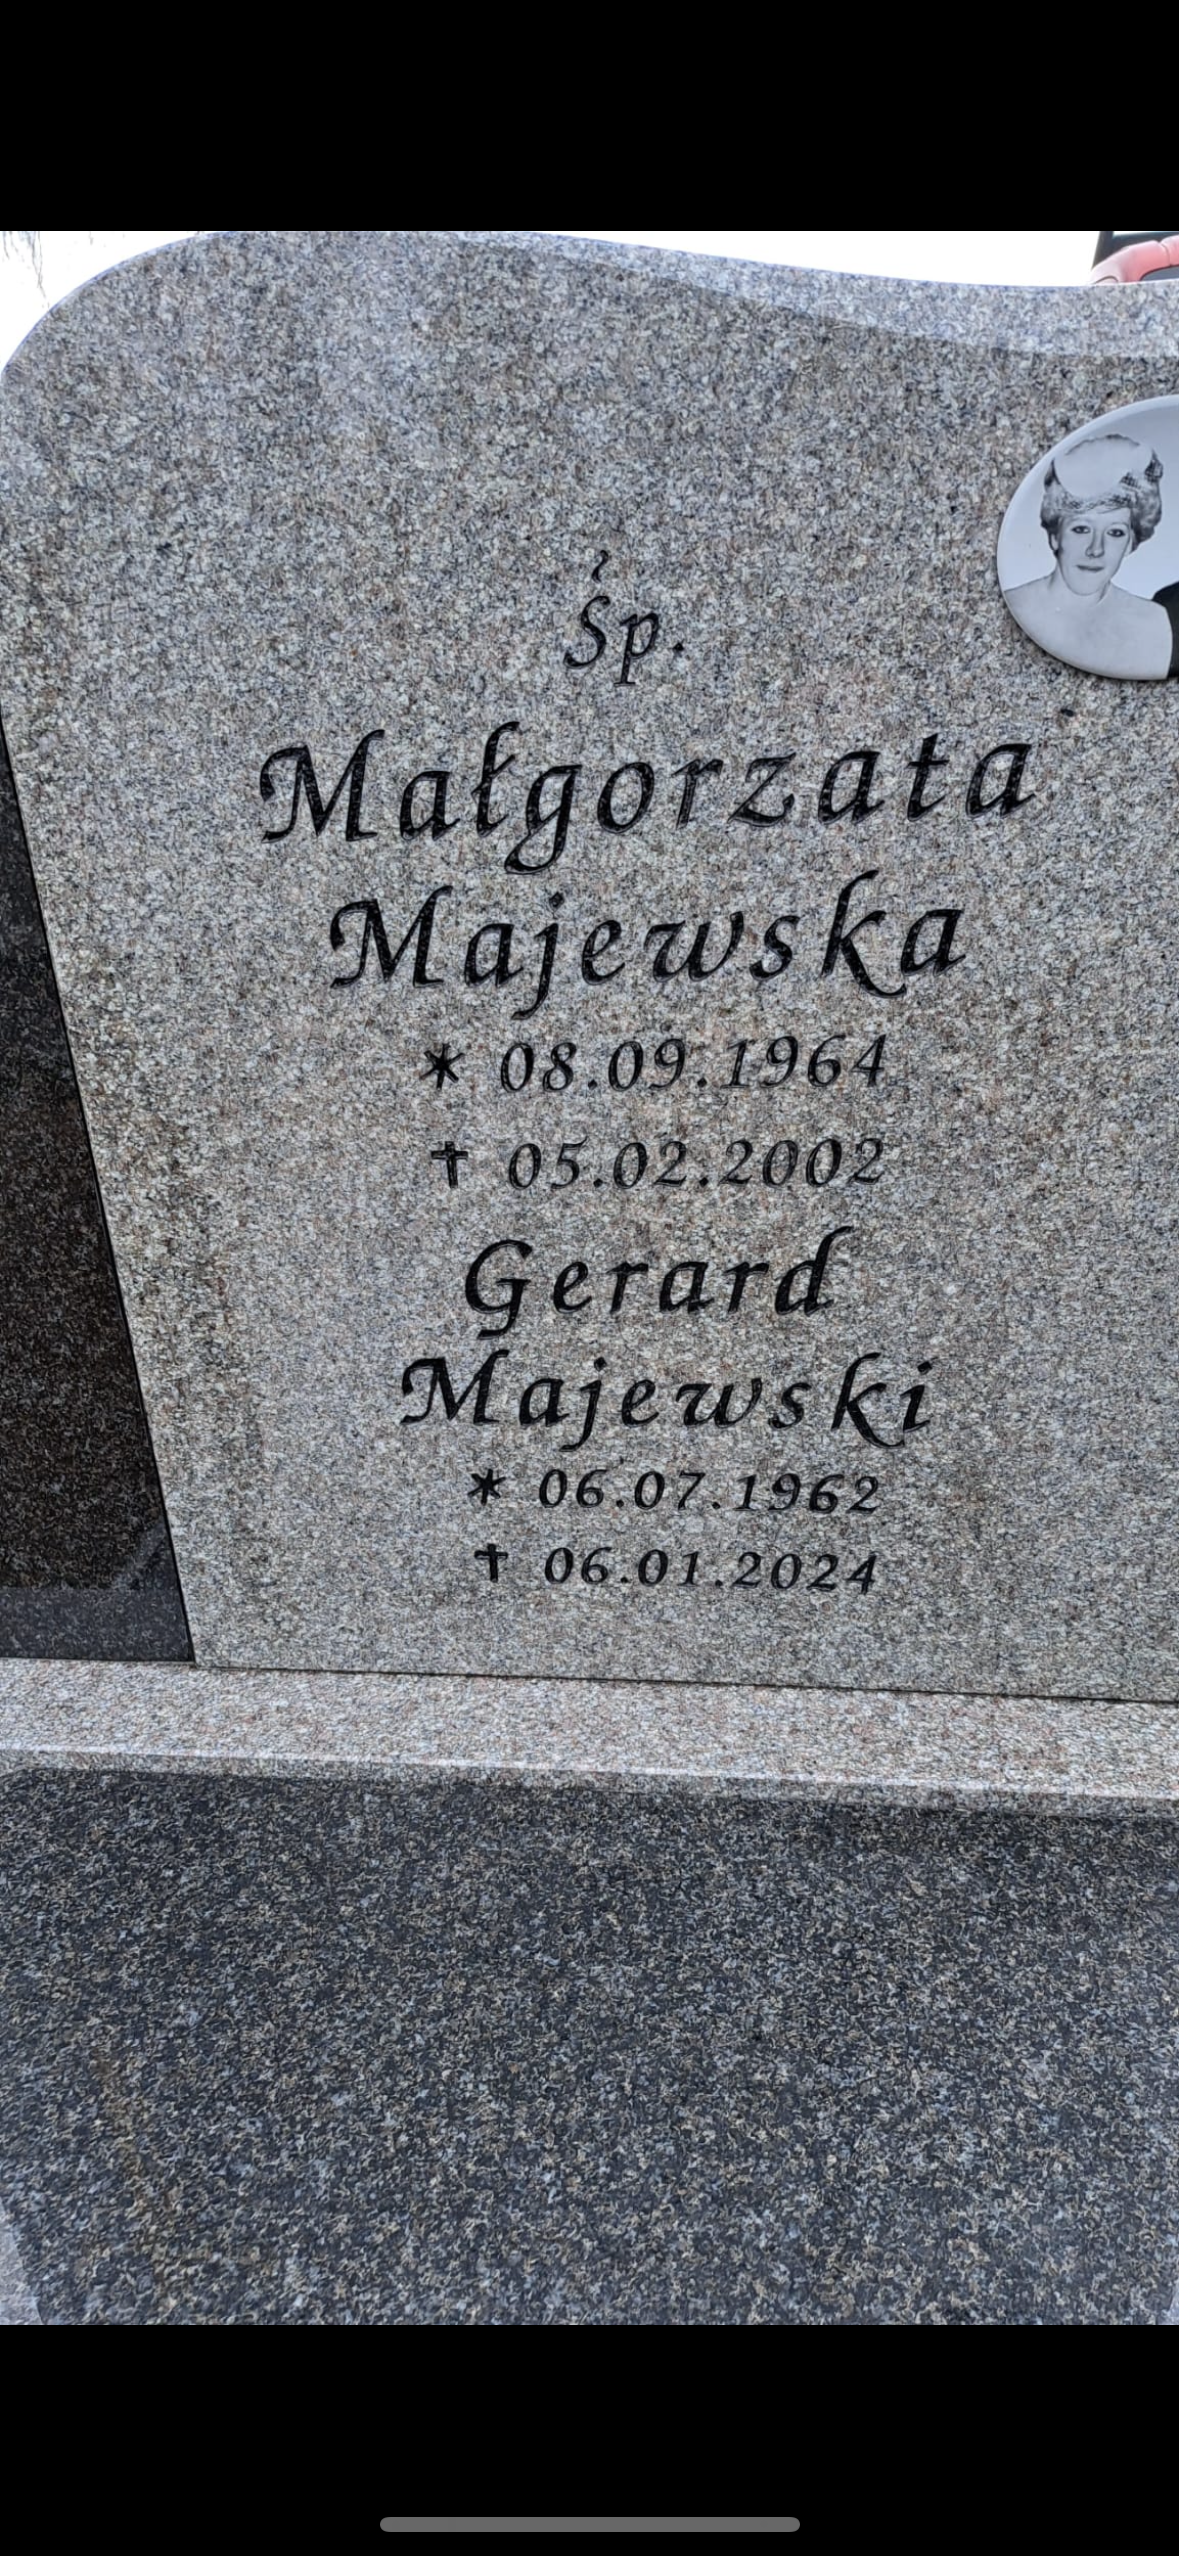 Śp.
Małgorzata
Majewska
* 08.09.1964
✝ 05.02.2002
Gerard
Majewski
* 06.07.1962
✝ 06.01.2024